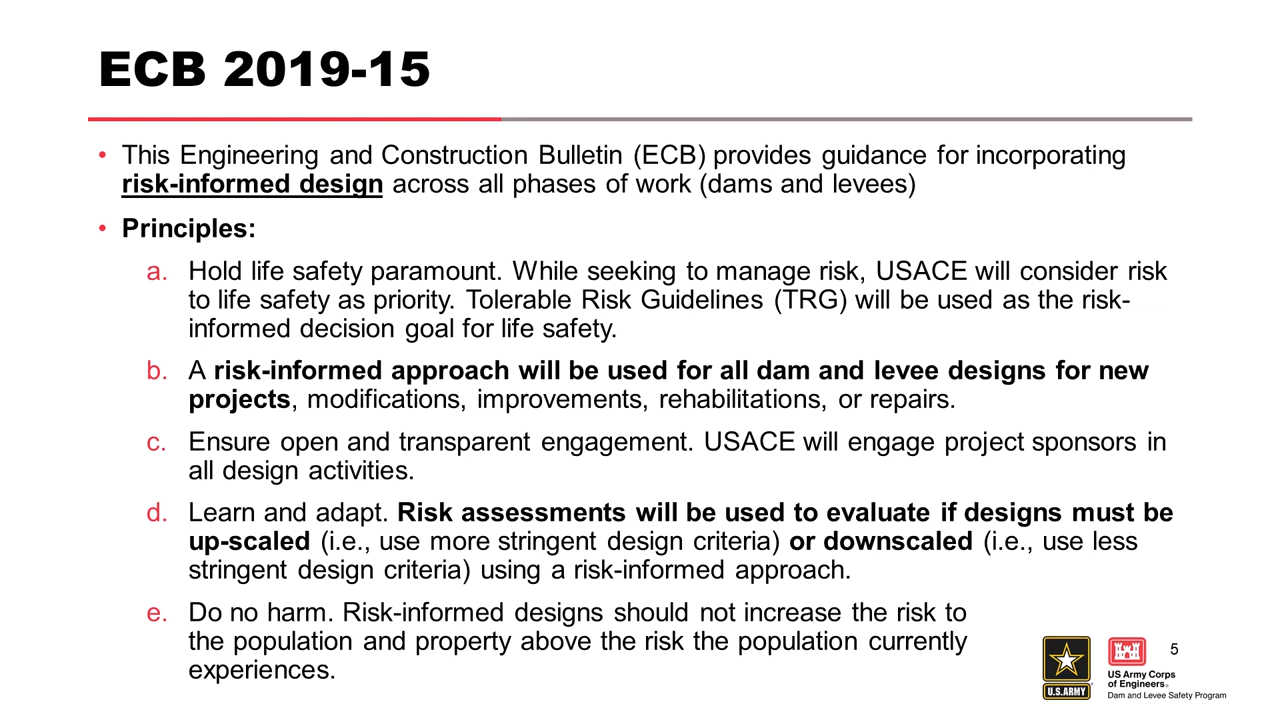 ECB 2019-15
• This Engineering and Construction Bulletin (ECB) provides guidance for incorporating
risk-informed design across all phases of work (dams and levees)
• Principles:
a. Hold life safety paramount. While seeking to manage risk, USACE will consider risk
to life safety as priority. Tolerable Risk Guidelines (TRG) will be used as the risk-
informed decision goal for life safety.
b. A risk-informed approach will be used for all dam and levee designs for new
projects, modifications, improvements, rehabilitations, or repairs.
c. Ensure open and transparent engagement. USACE will engage project sponsors in
all design activities.
d. Learn and adapt. Risk assessments will be used to evaluate if designs must be
up-scaled (i.e., use more stringent design criteria) or downscaled (i.e., use less
stringent design criteria) using a risk-informed approach.
e. Do no harm. Risk-informed designs should not increase the risk to
the population and property above the risk the population currently
experiences.
5
U.S.ARMY
US Army Corps
of Engineers®
Dam and Levee Safety Program